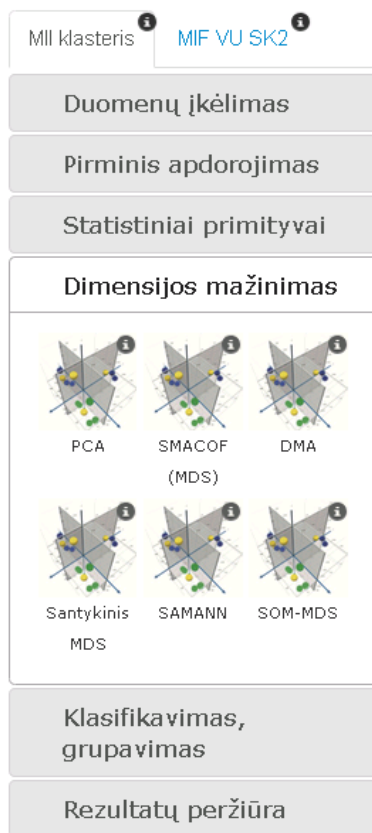 MII klasteris MIF VU SK2
Duomenų įkėlimas
Pirminis apdorojimas
Statistiniai primityvai
Dimensijos mažinimas
PCA SMACOF DMA
(MDS)
Santykinis SAMANN SOM-MDS
MDS
Klasifikavimas,
grupavimas
Rezultatų peržiūra